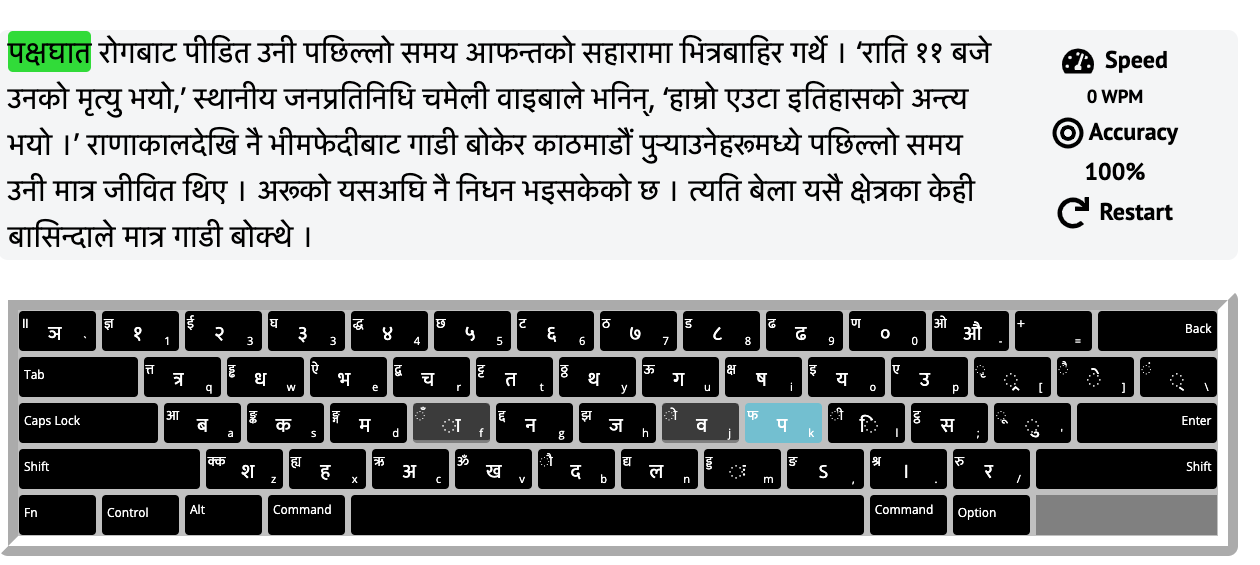 पक्षघात रोगबाट पीडित उनी पछिल्लो समय आफन्तको सहारामा भित्रबाहिर गर्थे । ‘राति ११ बजे
उनको मृत्यु भयो,’ स्थानीय जनप्रतिनिधि चमेली वाइबाले भनिन्, ‘हाम्रो एउटा इतिहासको अन्त्य
भयो ।’ राणाकालदेखि नै भीमफेदीबाट गाडी बोकेर काठमाडौं पुर्‍याउनेहरूमध्ये पछिल्लो समय
उनी मात्र जीवित थिए । अरूको यसअघि नै निधन भइसकेको छ । त्यति बेला यसै क्षेत्रका केही
बासिन्दाले मात्र गाडी बोक्थे ।
Speed
0 WPM
Accuracy
100%
Restart
॥ ञ ` ज्ञ १ 1 ई २ 3 घ ३ 3 द्ध ४ 4 छ ५ 5 ट ६ 6 ठ ७ 7 ड ८ 8 ढ ढ 9 ण ० 0 ओ औ - + = Back
Tab त्त त्र q ड्ढ ध w ऐ भ e द्ब च r ट्ट त t ठ्ठ थ y ऊ ग u क्ष ष i इ य o ए उ p ृ ्र [ ै े ] ं ् \
Caps Lock आ ब a ङ्क क s ङ्ग म d ँ ा f द्द न g झ ज h ो व j फ प k ी ि l ट्ठ स ; ू ु ' Enter
Shift क्क श z ह्य ह x ऋ अ c ॐ ख v ौ द b द्य ल n ड्ड ः m ङ ऽ , श्र । . रु र / Shift
Fn Control Alt Command Command Option